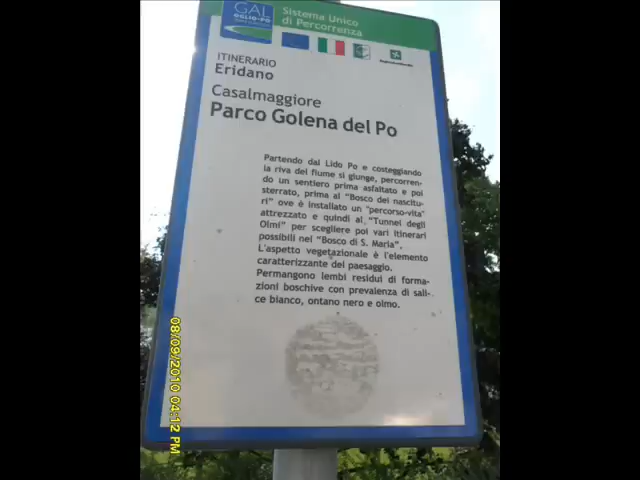 GAL
OGLIO-PO
Sistema Unico
di Percorrenza
ITINERARIO
Eridano
Casalmaggiore
Parco Golena del Po
Partendo dal Lido Po e costeggiando
la riva del fiume si giunge, percorren-
do un sentiero prima asfaltato e poi
sterrato, prima al "Bosco dei nascitu-
ri" ove è installato un "percorso-vita"
attrezzato e quindi al "Tunnel degli
Olmi" per scegliere poi vari itinerari
possibili nel "Bosco di S. Maria".
L'aspetto vegetazionale è l'elemento
caratterizzante del paesaggio.
Permangono lembi residui di forma-
zioni boschive con prevalenza di sali-
ce bianco, ontano nero e olmo.
08/09/2010 04:12 PM